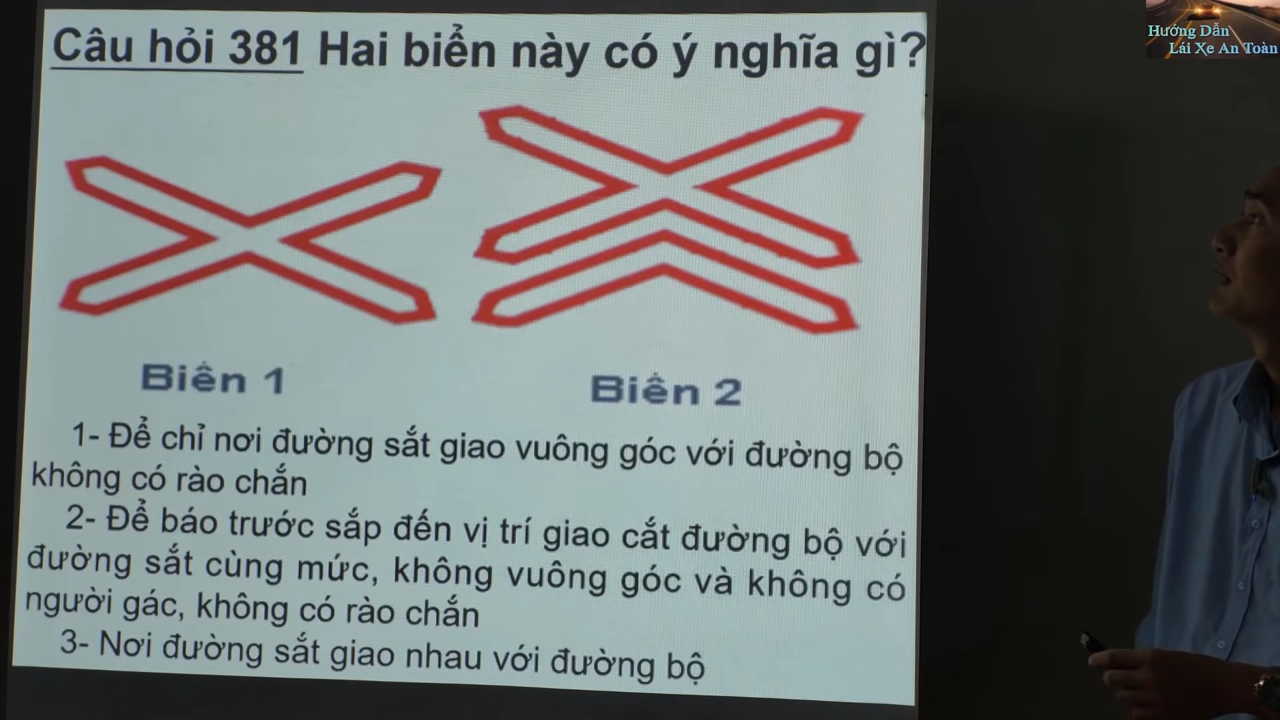 Câu hỏi 381 Hai biển này có ý nghĩa gì?
Hướng Dẫn
Lái Xe An Toàn
Biển 1
Biển 2
1- Để chỉ nơi đường sắt giao vuông góc với đường bộ
không có rào chắn
2- Để báo trước sắp đến vị trí giao cắt đường bộ với
đường sắt cùng mức, không vuông góc và không có
người gác, không có rào chắn
3- Nơi đường sắt giao nhau với đường bộ